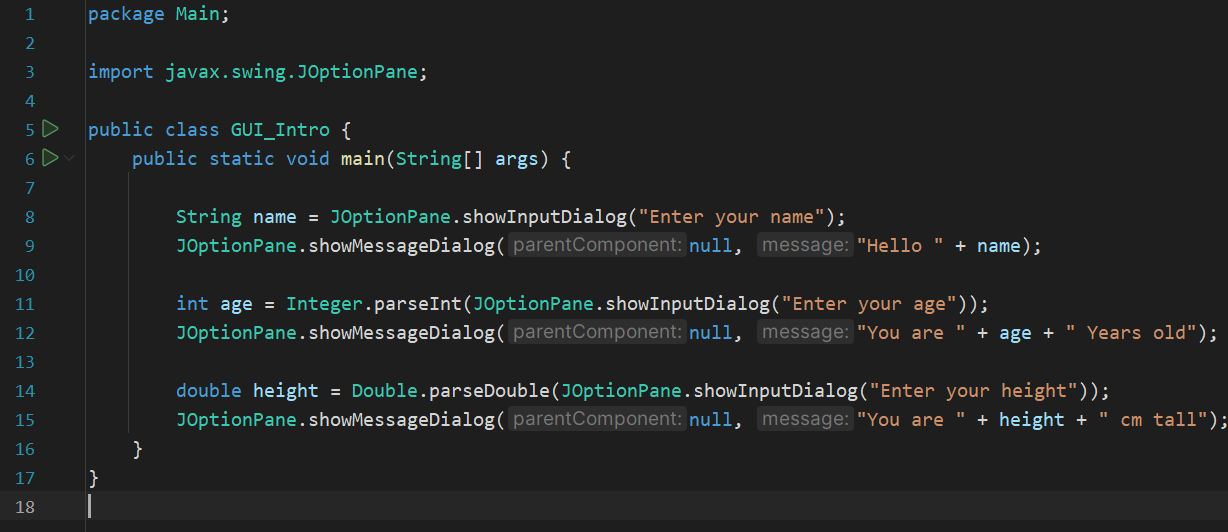 1 package Main;
2
3 import javax.swing.JOptionPane;
4
5 public class GUI_Intro {
6     public static void main(String[] args) {
7
8         String name = JOptionPane.showInputDialog("Enter your name");
9         JOptionPane.showMessageDialog( parentComponent: null,  message: "Hello " + name);
10
11         int age = Integer.parseInt(JOptionPane.showInputDialog("Enter your age"));
12         JOptionPane.showMessageDialog( parentComponent: null,  message: "You are " + age + " Years old");
13
14         double height = Double.parseDouble(JOptionPane.showInputDialog("Enter your height"));
15         JOptionPane.showMessageDialog( parentComponent: null,  message: "You are " + height + " cm tall");
16     }
17 }
18